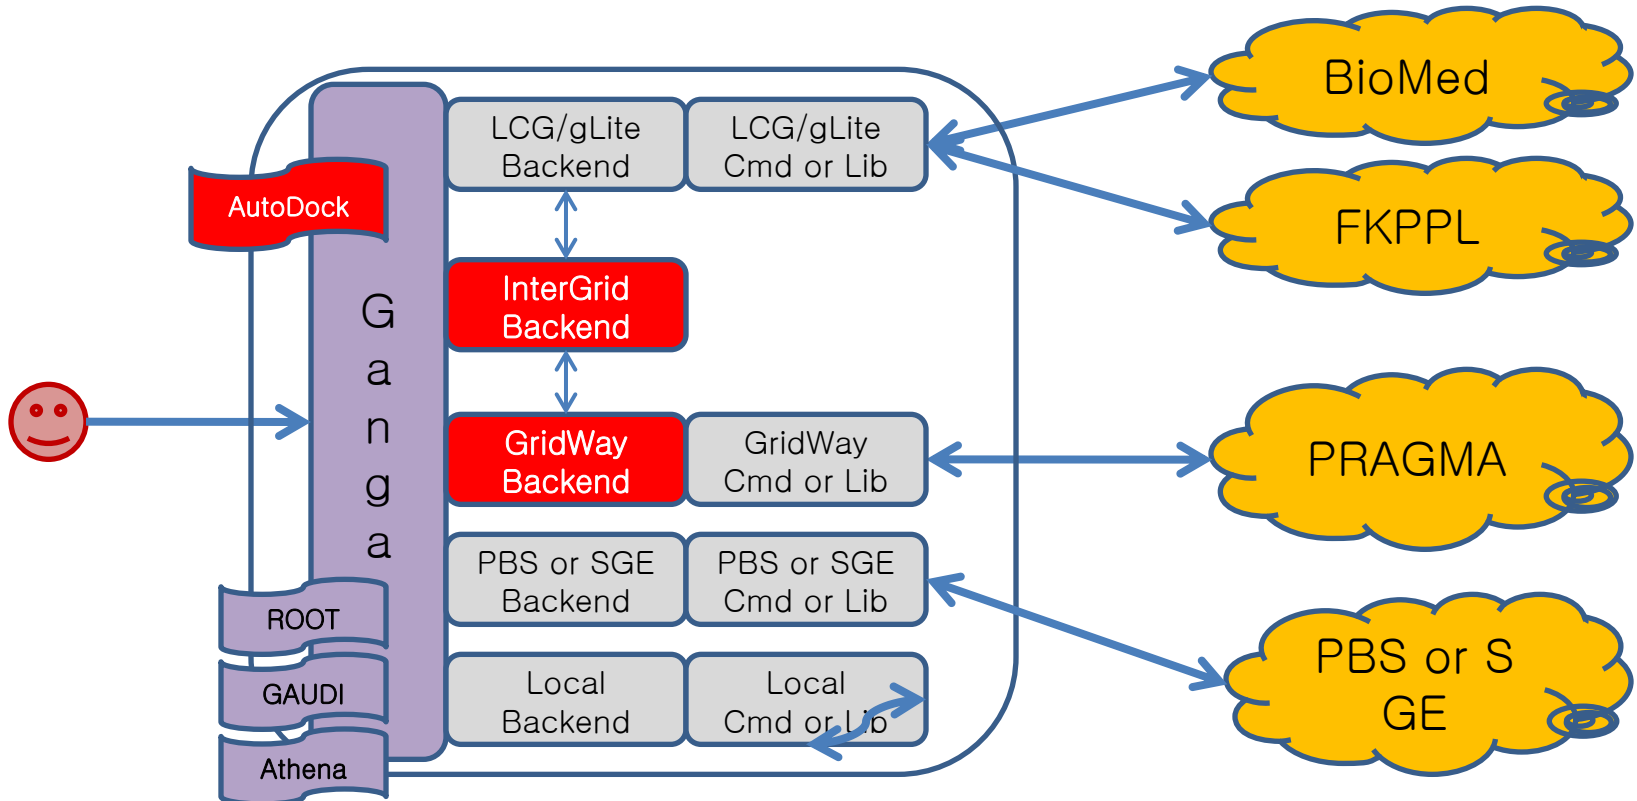 BioMed
LCG/gLite
Backend
LCG/gLite
Cmd or Lib
AutoDock
FKPPL
InterGrid
Backend
G
a
n
g
a
GridWay
Backend
GridWay
Cmd or Lib
PRAGMA
PBS or SGE
Backend
PBS or SGE
Cmd or Lib
ROOT
PBS or S
GE
GAUDI
Local
Backend
Local
Cmd or Lib
Athena